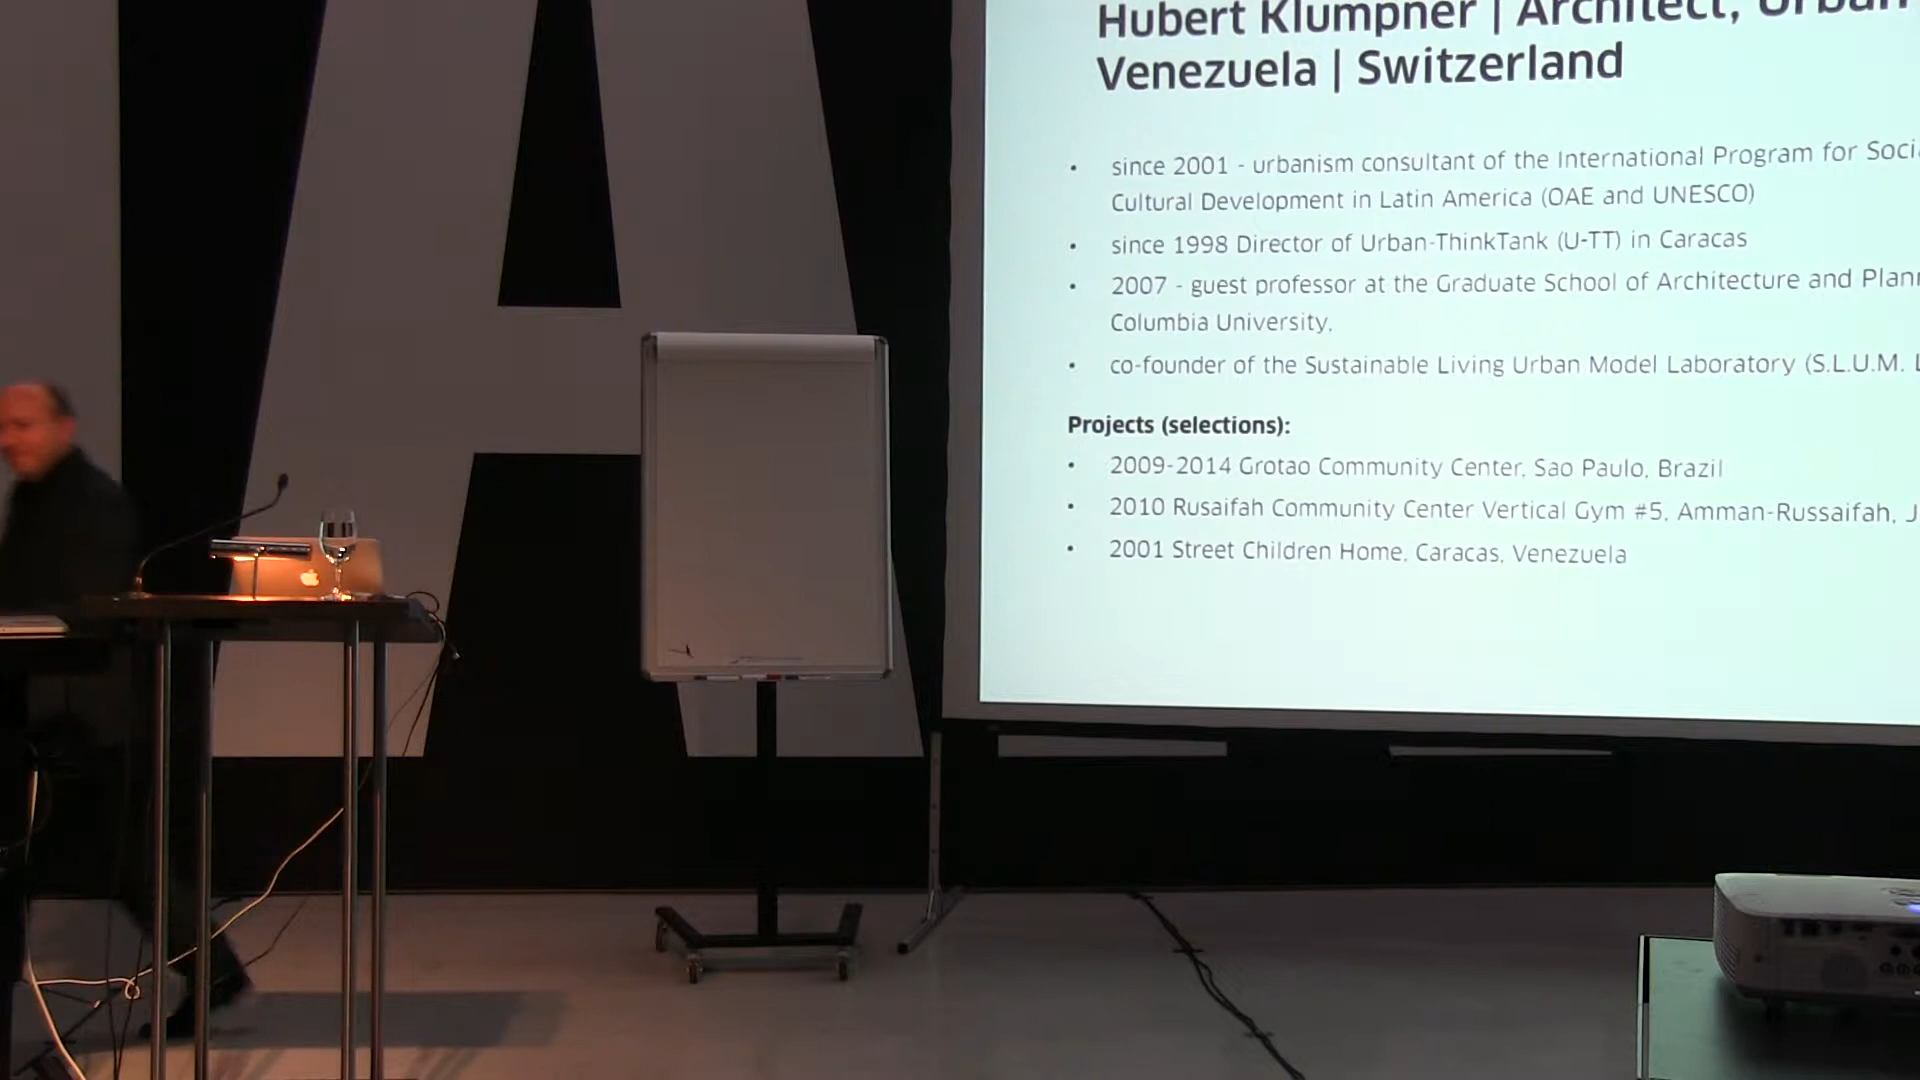 Hubert Klumpner | Architect, Urban
Venezuela | Switzerland
• since 2001 - urbanism consultant of the International Program for Soci
Cultural Development in Latin America (OAE and UNESCO)
• since 1998 Director of Urban-ThinkTank (U-TT) in Caracas
• 2007 - guest professor at the Graduate School of Architecture and Plan
Columbia University,
• co-founder of the Sustainable Living Urban Model Laboratory (S.L.U.M.
Projects (selections):
• 2009-2014 Grotao Community Center, Sao Paulo, Brazil
• 2010 Rusaifah Community Center Vertical Gym #5, Amman-Russaifah, J
• 2001 Street Children Home, Caracas, Venezuela
A